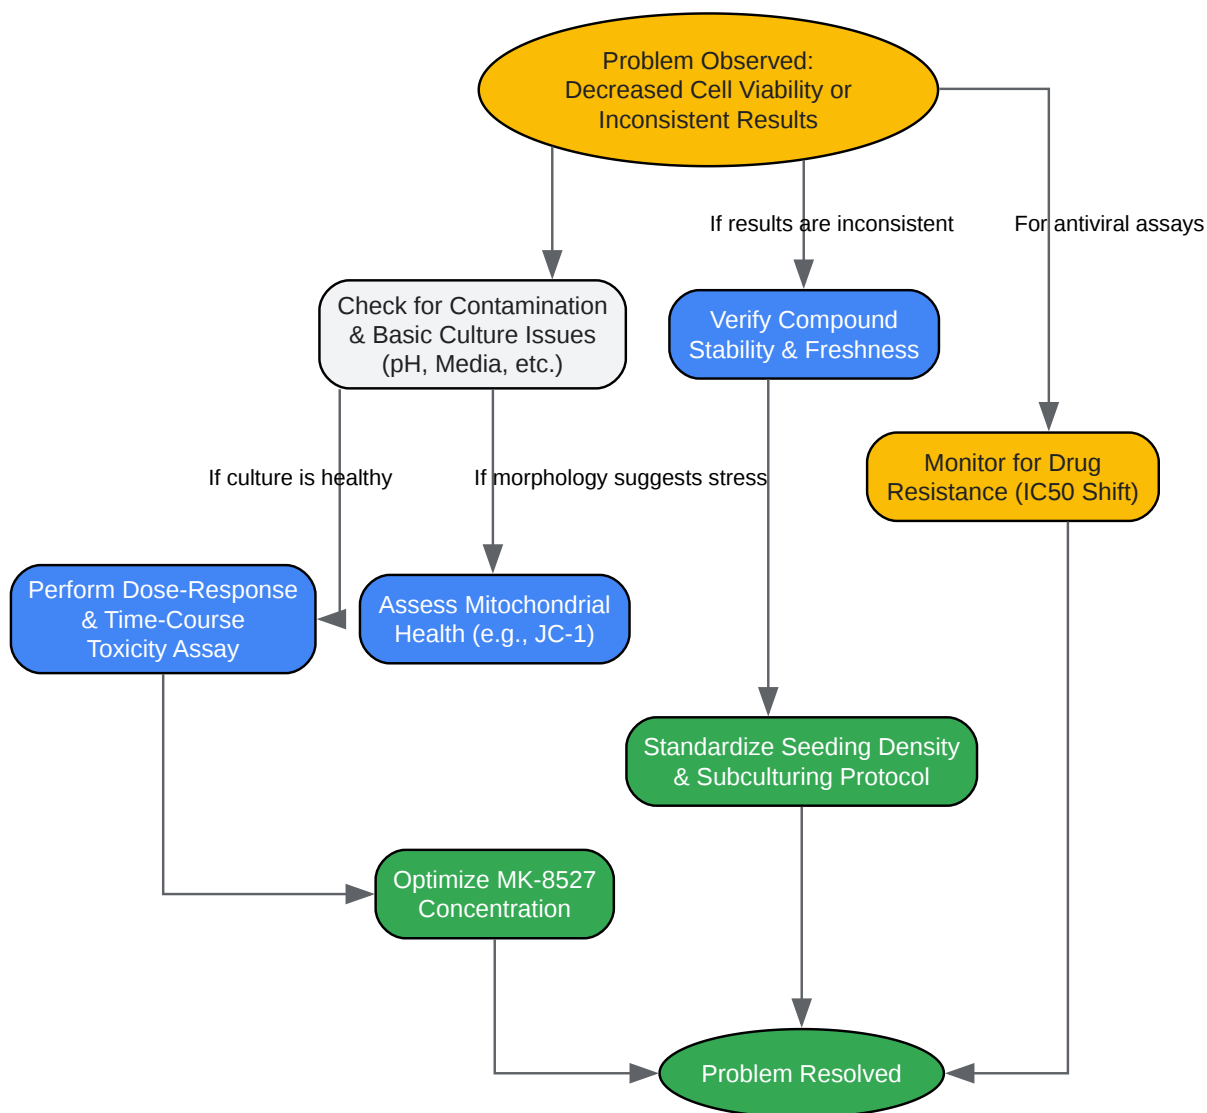 Problem Observed:
Decreased Cell Viability or
Inconsistent Results
If results are inconsistent
For antiviral assays
Check for Contamination
& Basic Culture Issues
(pH, Media, etc.)
Verify Compound
Stability & Freshness
Monitor for Drug
Resistance (IC50 Shift)
If culture is healthy
If morphology suggests stress
Perform Dose-Response
& Time-Course
Toxicity Assay
Assess Mitochondrial
Health (e.g., JC-1)
Standardize Seeding Density
& Subculturing Protocol
Optimize MK-8527
Concentration
Problem Resolved